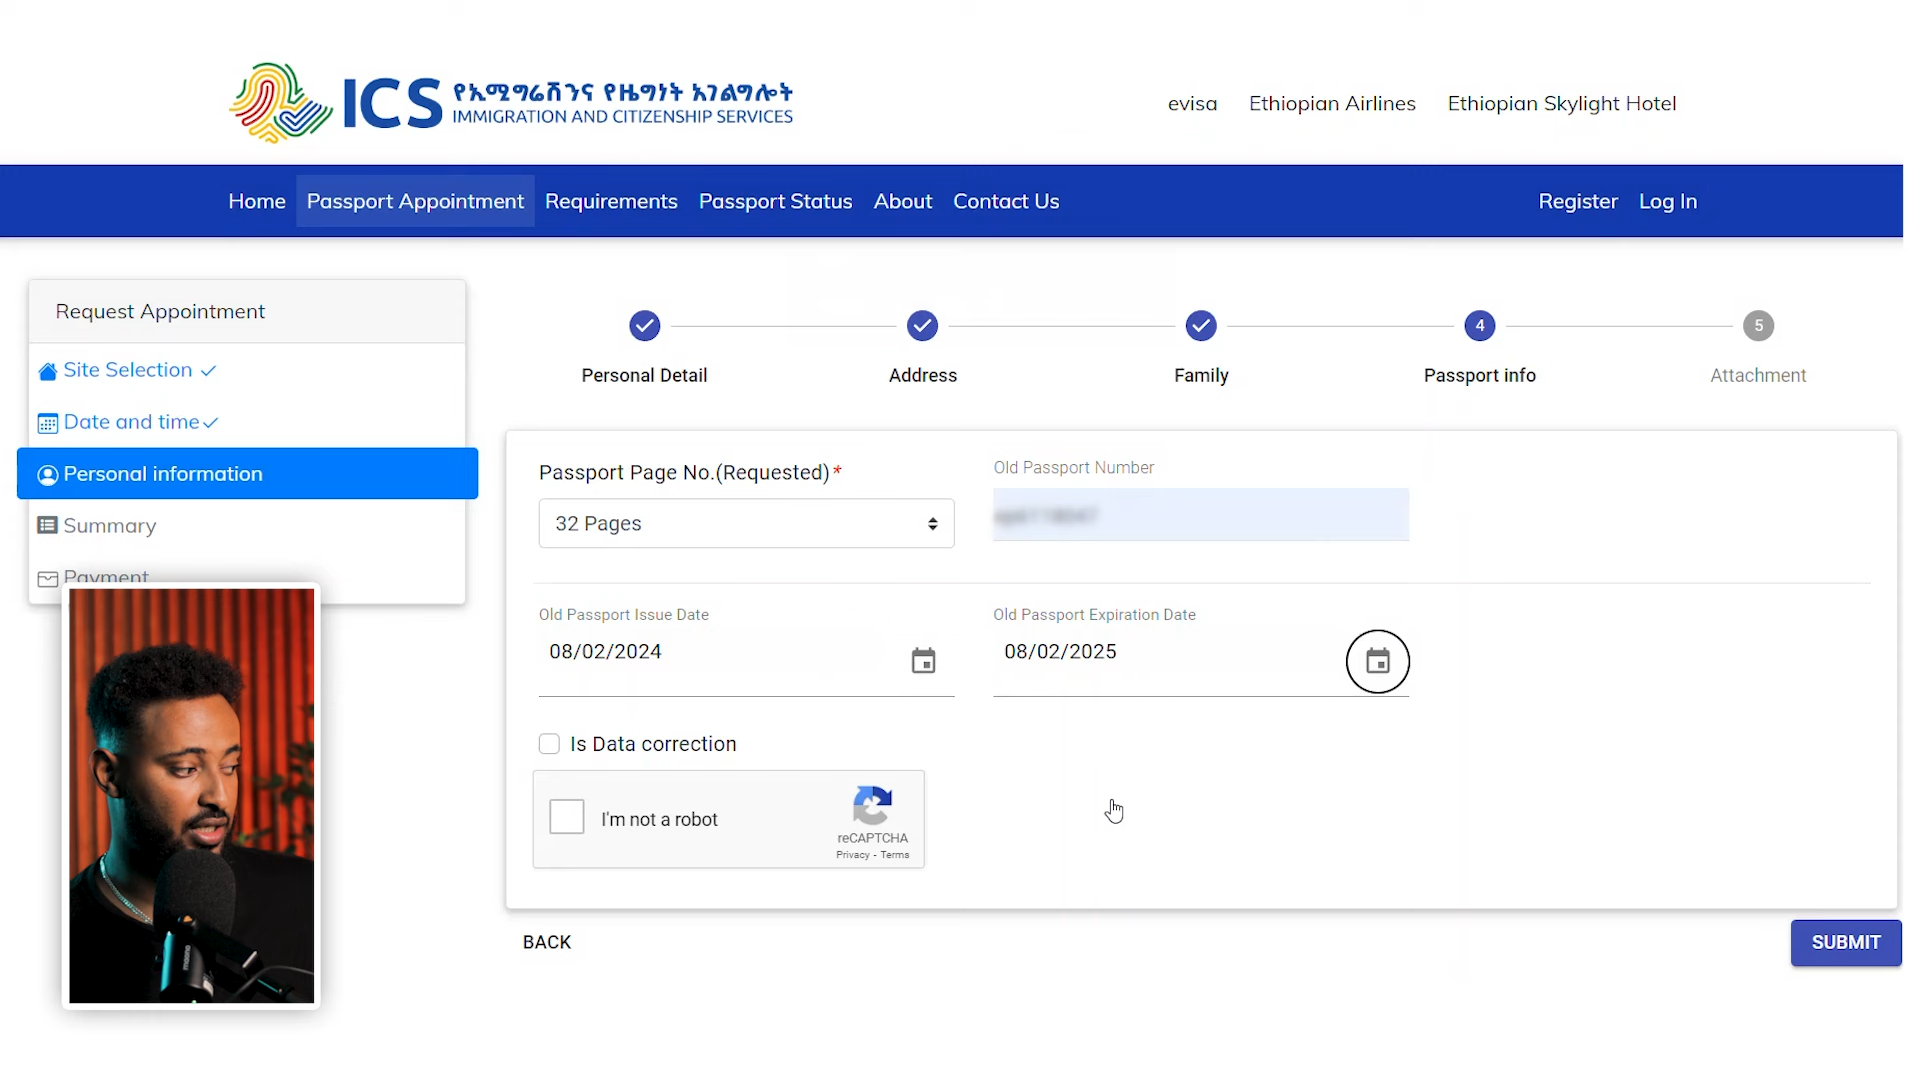 ICS
የኢሚግሬሽንና የዜግነት አገልግሎት
IMMIGRATION AND CITIZENSHIP SERVICES
evisa
Ethiopian Airlines
Ethiopian Skylight Hotel
Home
Passport Appointment
Requirements
Passport Status
About
Contact Us
Register
Log In
Request Appointment
Site Selection
Date and time
Personal information
Summary
Payment
4
5
Personal Detail
Address
Family
Passport info
Attachment
Passport Page No.(Requested)*
32 Pages
Old Passport Number
Old Passport Issue Date
08/02/2024
Old Passport Expiration Date
08/02/2025
Is Data correction
I'm not a robot
reCAPTCHA
Privacy - Terms
BACK
SUBMIT